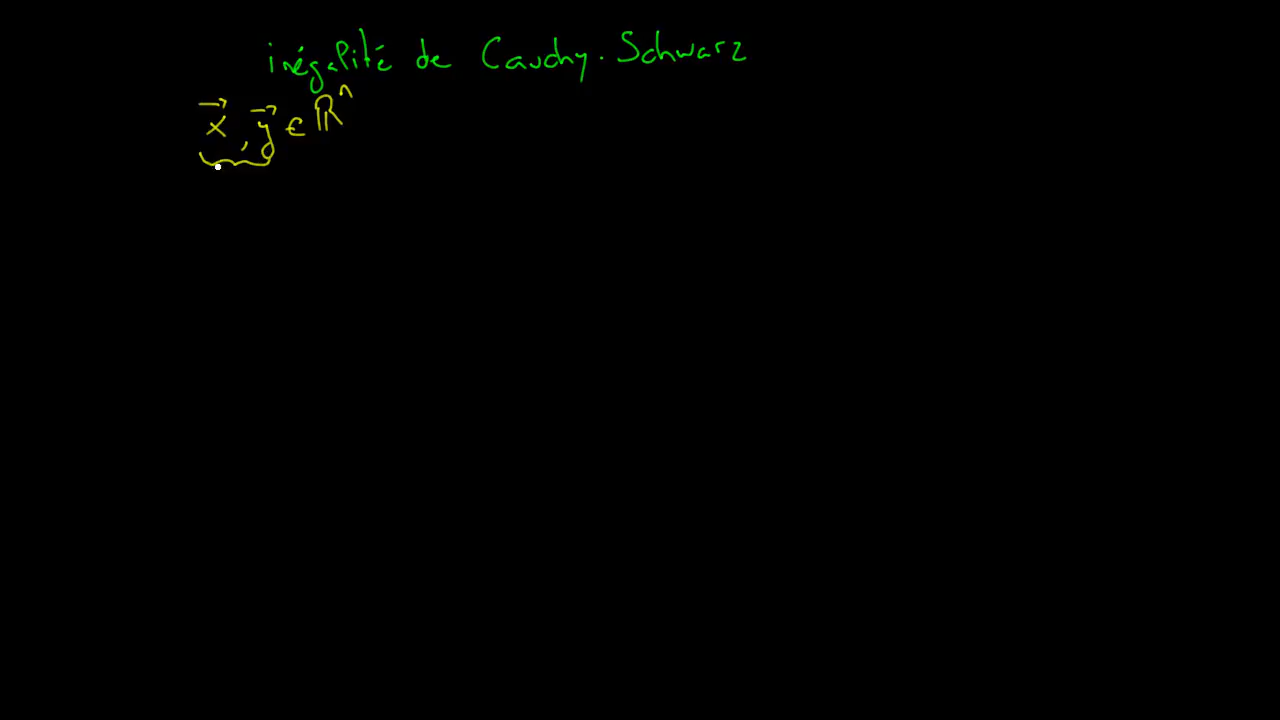 inégalité de Cauchy-Schwarz
x⃗, y⃗ ∈ ℝⁿ